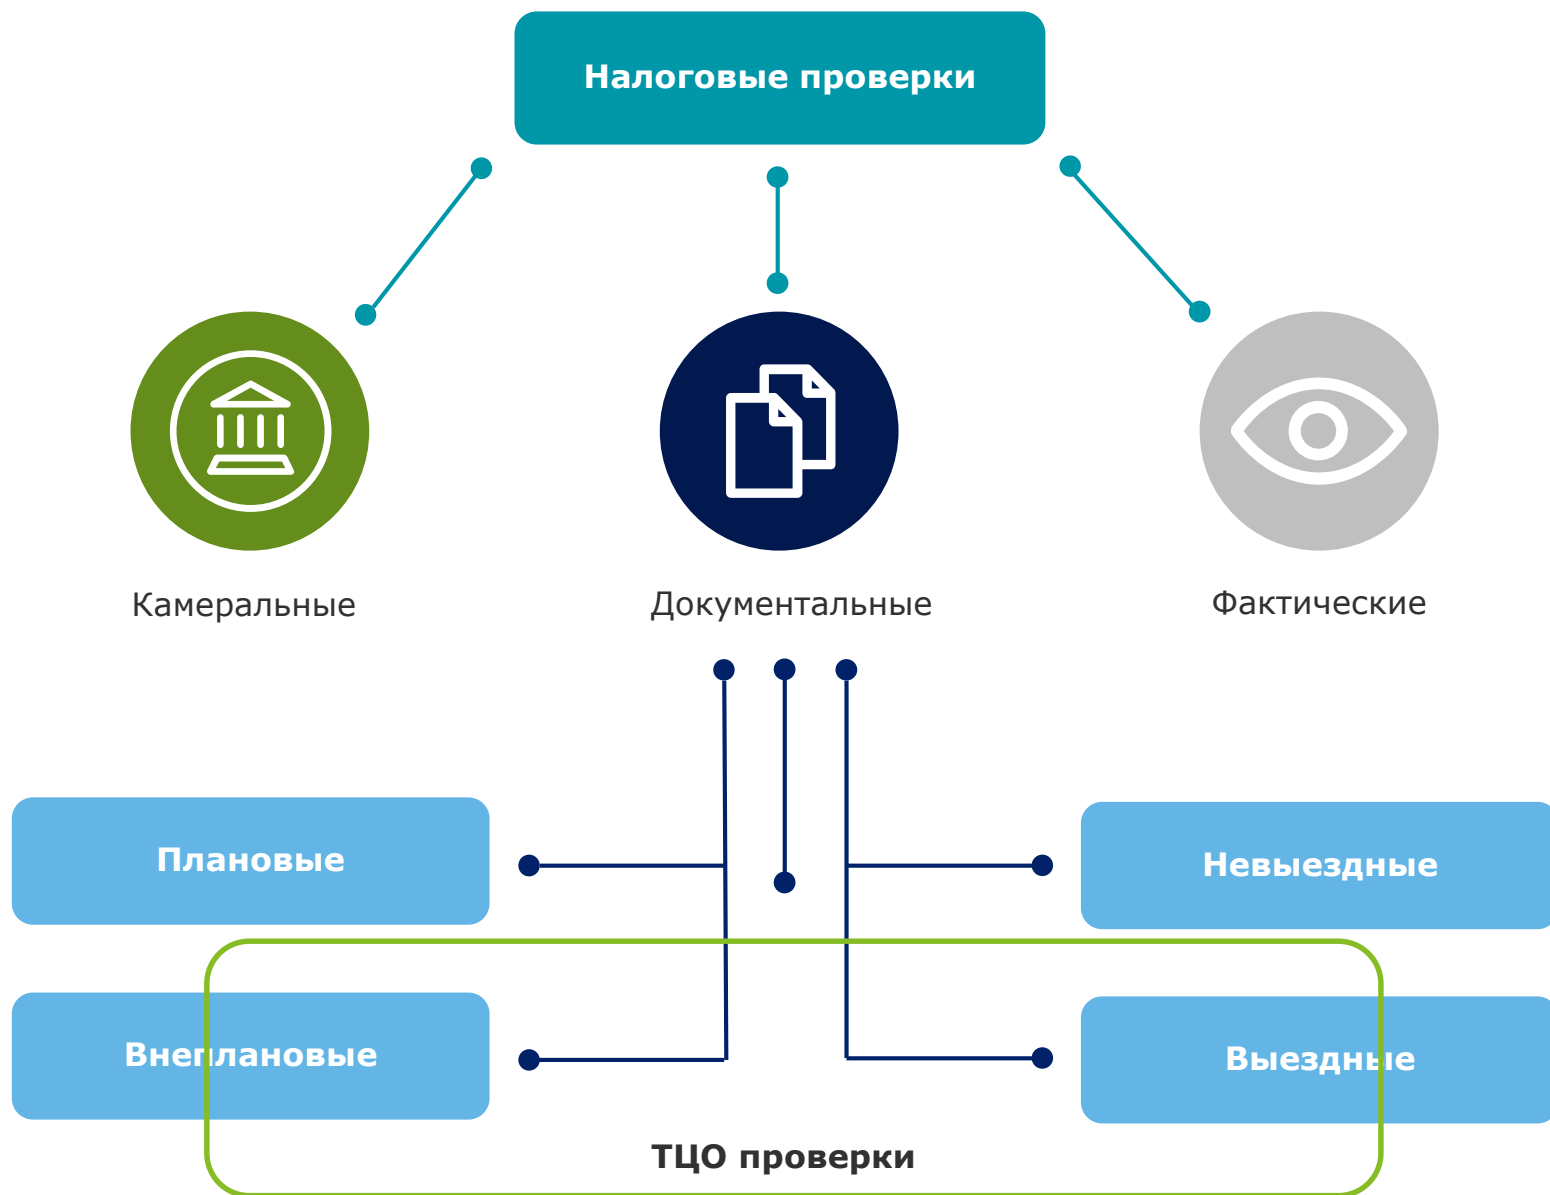 Налоговые проверки
Камеральные
Документальные
Фактические
Плановые
Невыездные
Внеплановые
Выездные
ТЦО проверки